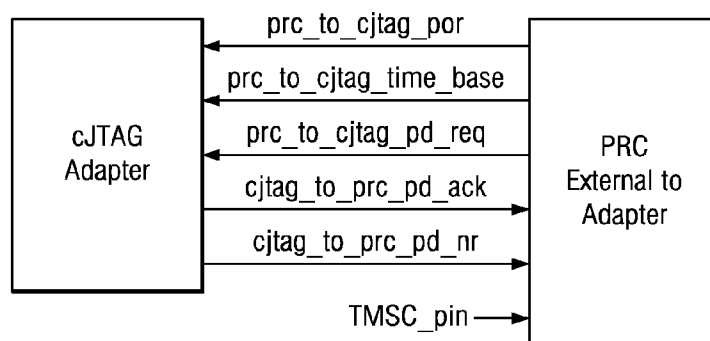 prc_to_cjtag_por
prc_to_cjtag_time_base
prc_to_cjtag_pd_req
cjtag_to_prc_pd_ack
cjtag_to_prc_pd_nr
TMSC_pin
cJTAG
Adapter
PRC
External to
Adapter